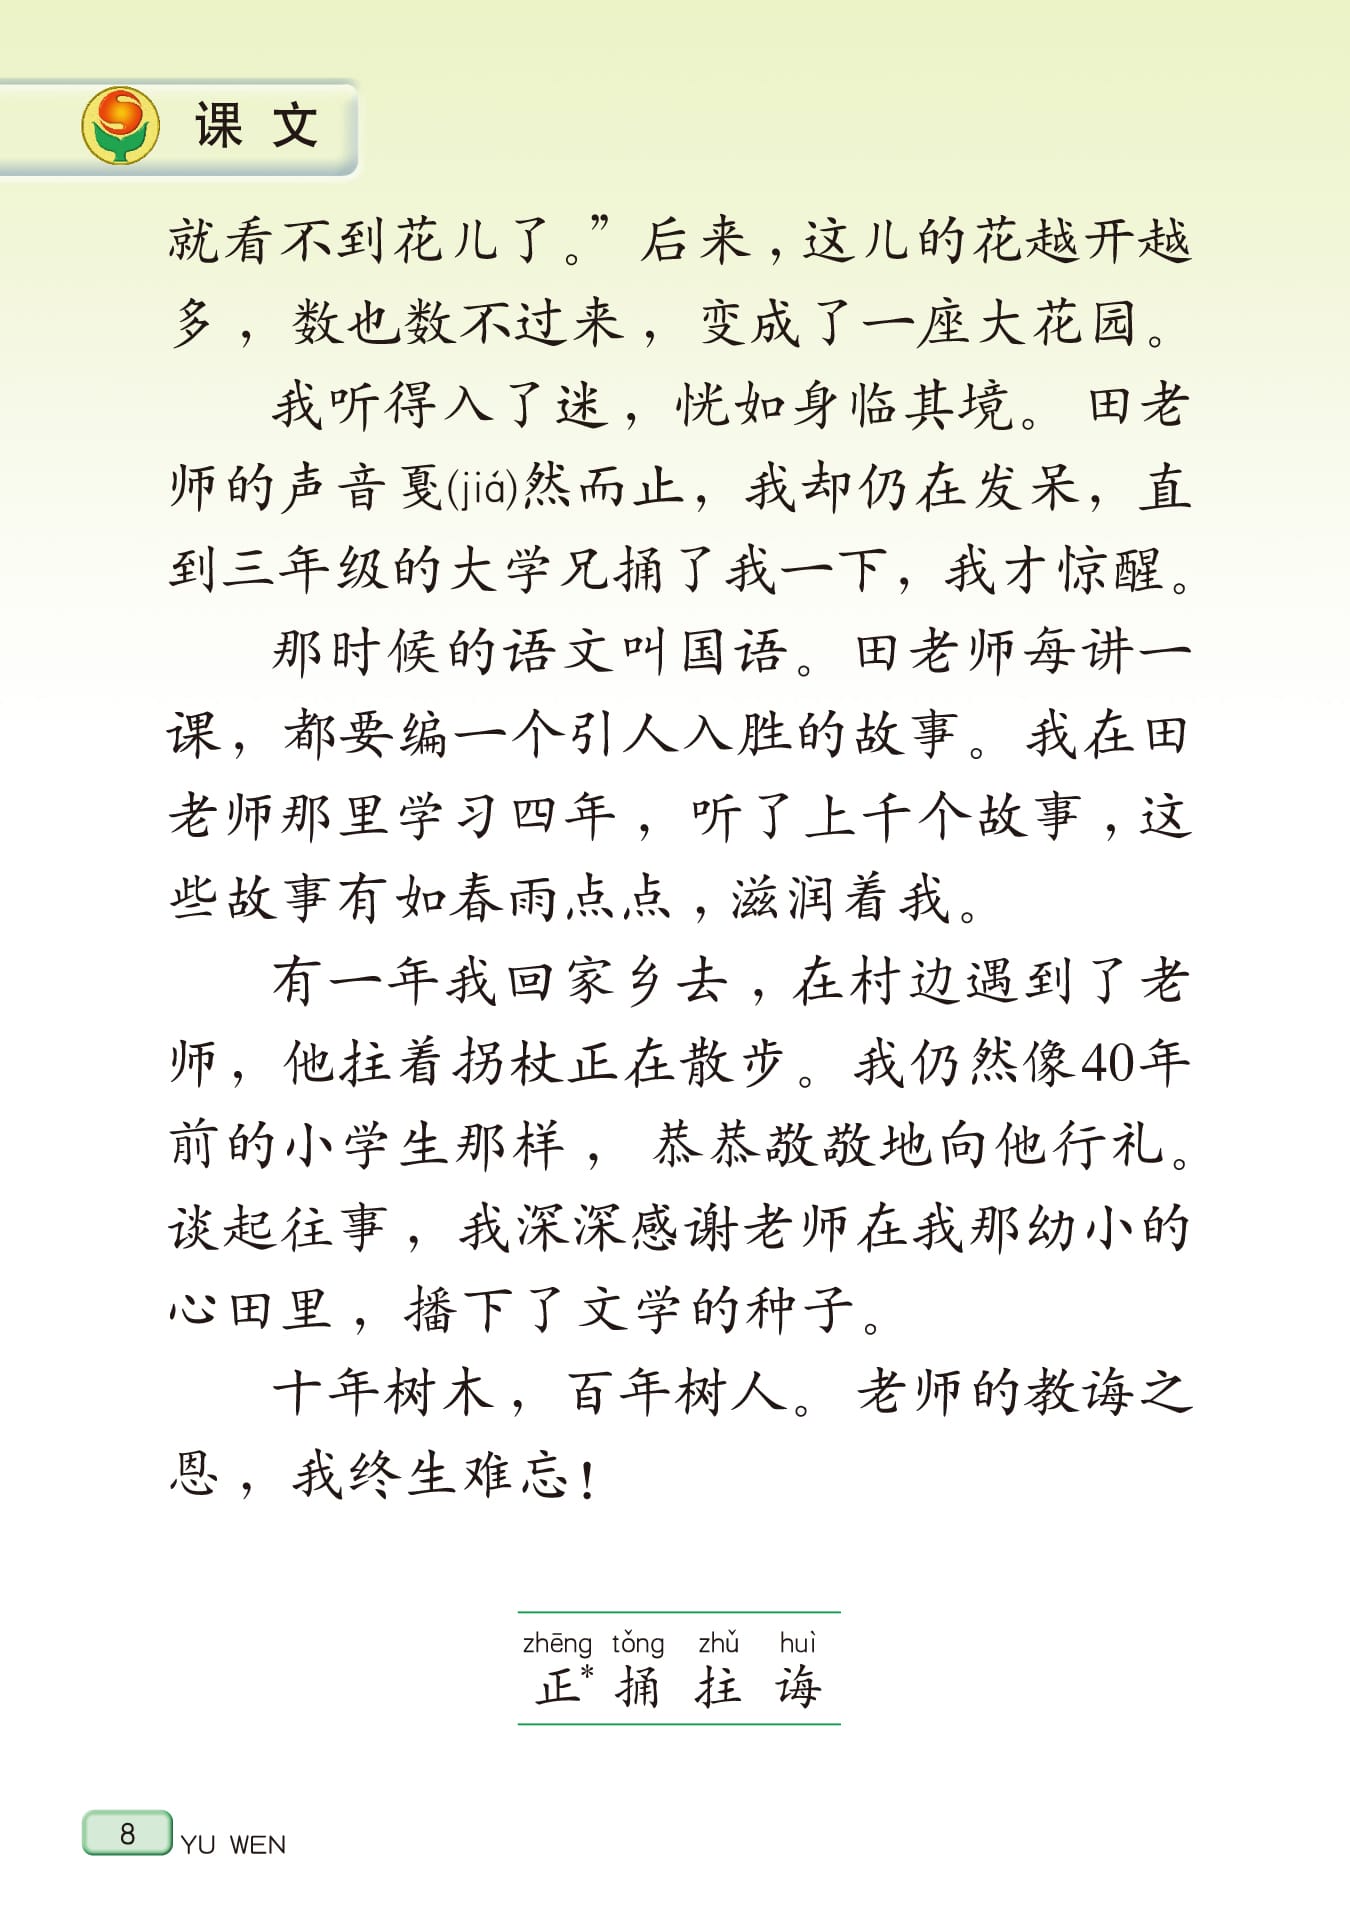 课 文
就看不到花儿了。”后来,这儿的花越开越
多,数也数不过来,变成了一座大花园。
我听得入了迷,恍如身临其境。田老
师的声音戛(jiá)然而止,我却仍在发呆,直
到三年级的大学兄捅了我一下,我才惊醒。
那时候的语文叫国语。田老师每讲一
课,都要编一个引人入胜的故事。我在田
老师那里学习四年,听了上千个故事,这
些故事有如春雨点点,滋润着我。
有一年我回家乡去,在村边遇到了老
师,他拄着拐杖正在散步。我仍然像40年
前的小学生那样,恭恭敬敬地向他行礼。
谈起往事,我深深感谢老师在我那幼小的
心田里,播下了文学的种子。
十年树木,百年树人。老师的教诲之
恩,我终生难忘!
zhēng tǒng zhǔ huì
正* 捅 拄 诲
8 YU WEN